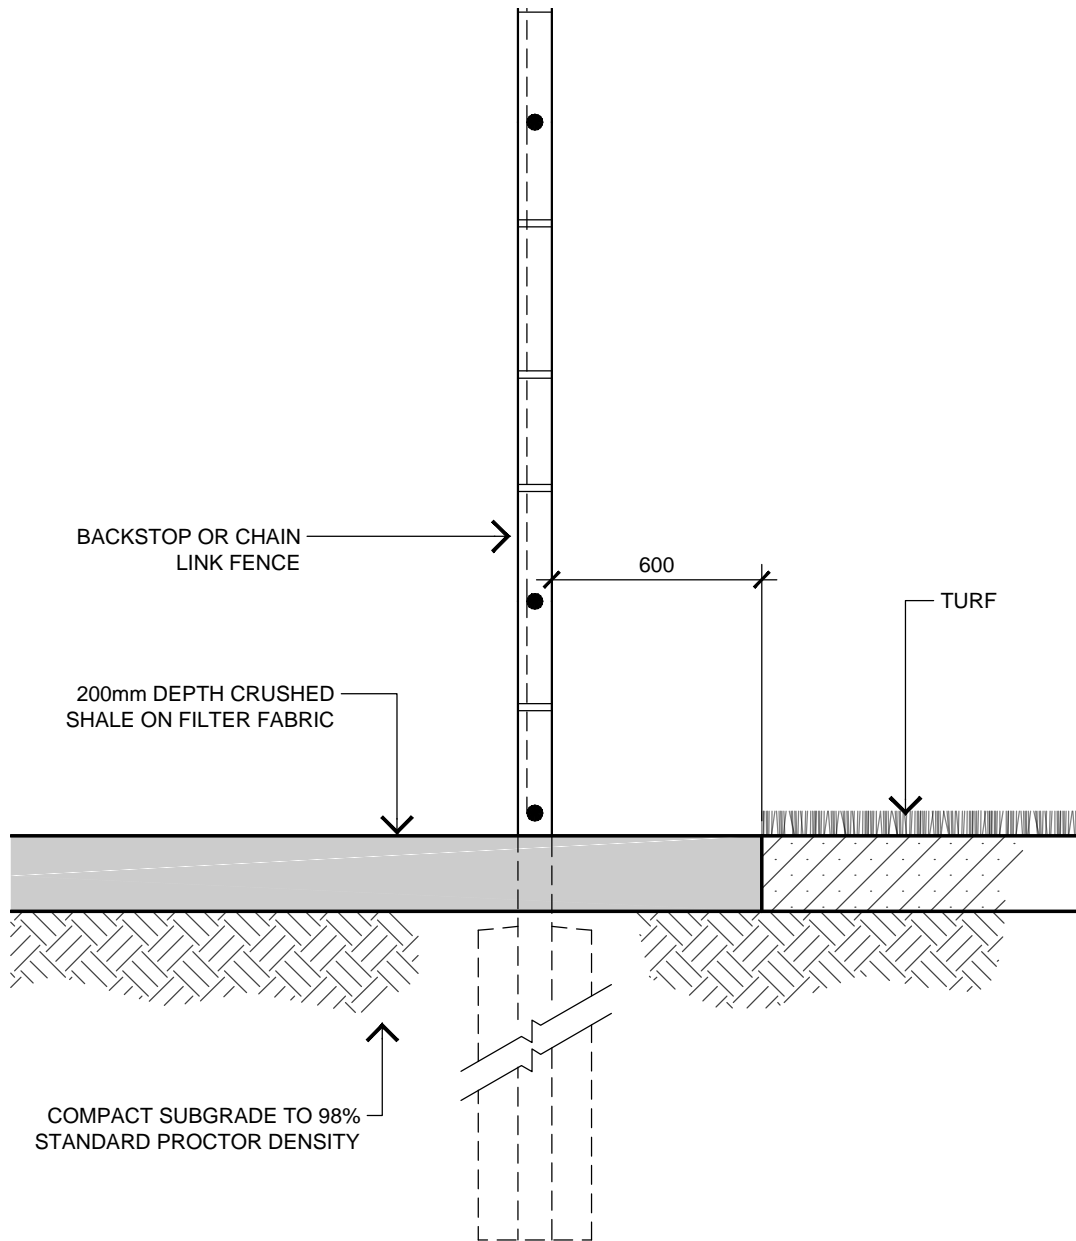 BACKSTOP OR CHAIN
LINK FENCE
600
TURF
200mm DEPTH CRUSHED
SHALE ON FILTER FABRIC
COMPACT SUBGRADE TO 98%
STANDARD PROCTOR DENSITY